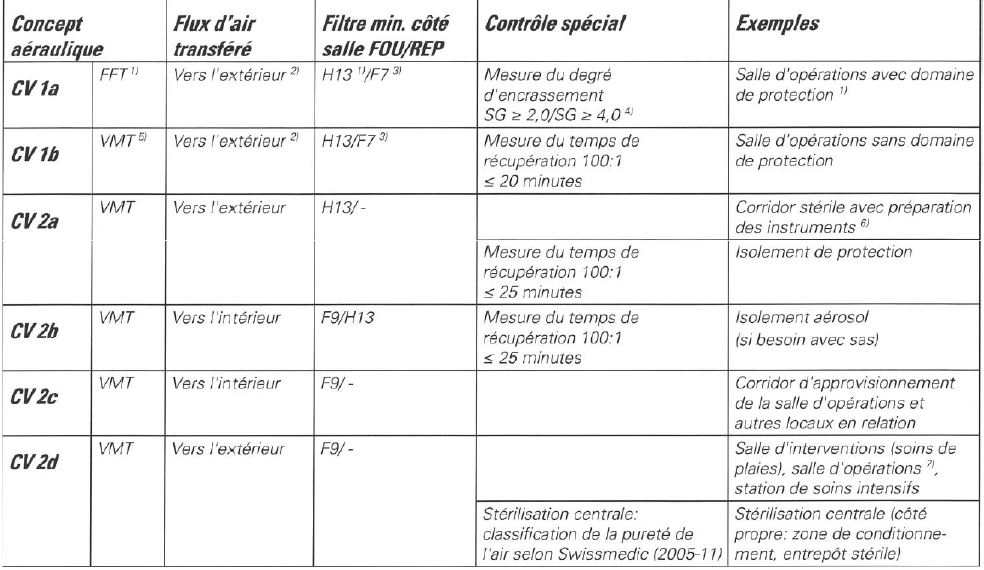 Concept aéraulique
Flux d'air transféré
Filtre min. côté salle FOU/REP
Contrôle spécial
Exemples
CV 1a
FFT 1)
Vers l'extérieur 2)
H13 1)/F7 3)
Mesure du degré
d'encrassement
SG ≥ 2,0/SG ≥ 4,0 4)
Salle d'opérations avec domaine
de protection 1)
CV 1b
VMT 5)
Vers l'extérieur 2)
H13/F7 3)
Mesure du temps de
récupération 100:1
≤ 20 minutes
Salle d'opérations sans domaine
de protection
CV 2a
VMT
Vers l'extérieur
H13/-
Corridor stérile avec préparation
des instruments 6)
Mesure du temps de
récupération 100:1
≤ 25 minutes
Isolement de protection
CV 2b
VMT
Vers l'intérieur
F9/H13
Mesure du temps de
récupération 100:1
≤ 25 minutes
Isolement aérosol
(si besoin avec sas)
CV 2c
VMT
Vers l'intérieur
F9/-
Corridor d'approvisionnement
de la salle d'opérations et
autres locaux en relation
CV 2d
VMT
Vers l'extérieur
F9/-
Salle d'interventions (soins de
plaies), salle d'opérations 7),
station de soins intensifs
Stérilisation centrale:
classification de la pureté de
l'air selon Swissmedic (2005-11)
Stérilisation centrale (côté
propre: zone de conditionne-
ment, entrepôt stérile)